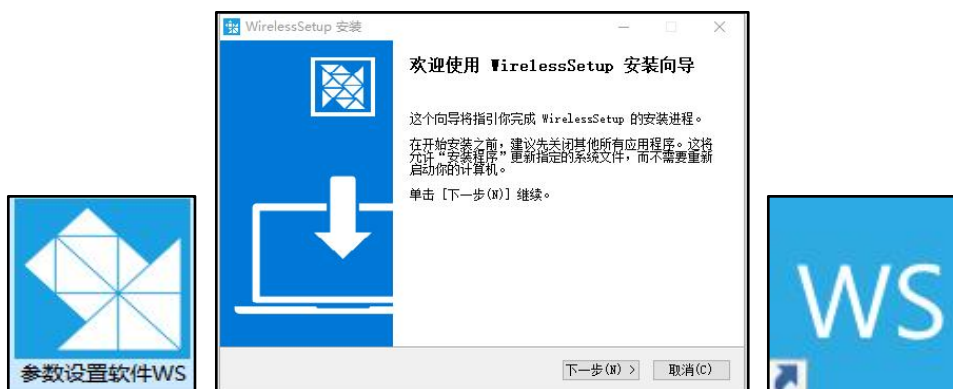 WirelessSetup 安装
欢迎使用 WirelessSetup 安装向导
这个向导将指引你完成 WirelessSetup 的安装进程。
在开始安装之前，建议先关闭其他所有应用程序。这将
允许“安装程序”更新指定的系统文件，而不需要重新
启动你的计算机。
单击 [下一步(N)] 继续。
下一步(N) >
取消(C)
参数设置软件WS
WS